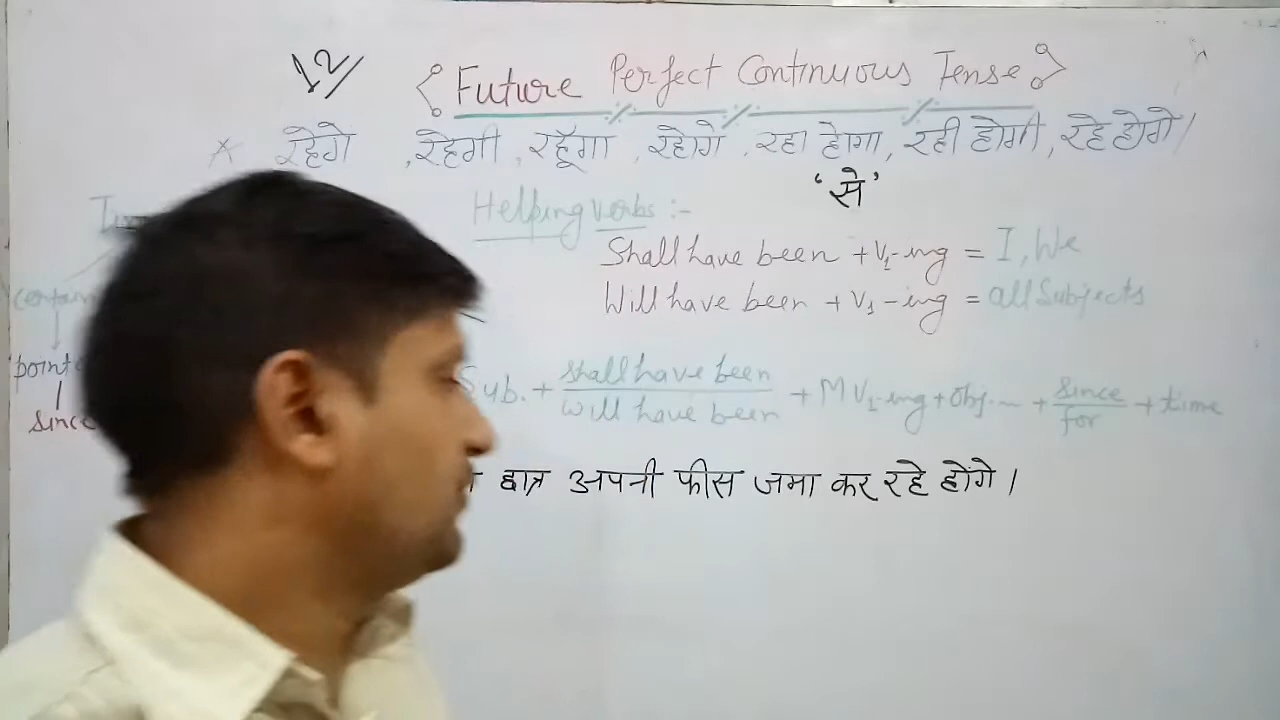 12/ {Future Perfect Continuous Tense}
* रहेगे , रहेगी , रहूँगा , रहोगे , रहा होगा, रही होगी, रहे होगे/
'से'
Helping verbs :-
Shall have been + V1-ing = I, We
Will have been + V1-ing = all Subjects
certain
point
since
Sub. + shall have been / will have been + M V1-ing + Obj... + since / for + time
छात्र अपनी फीस जमा कर रहे होंगे ।